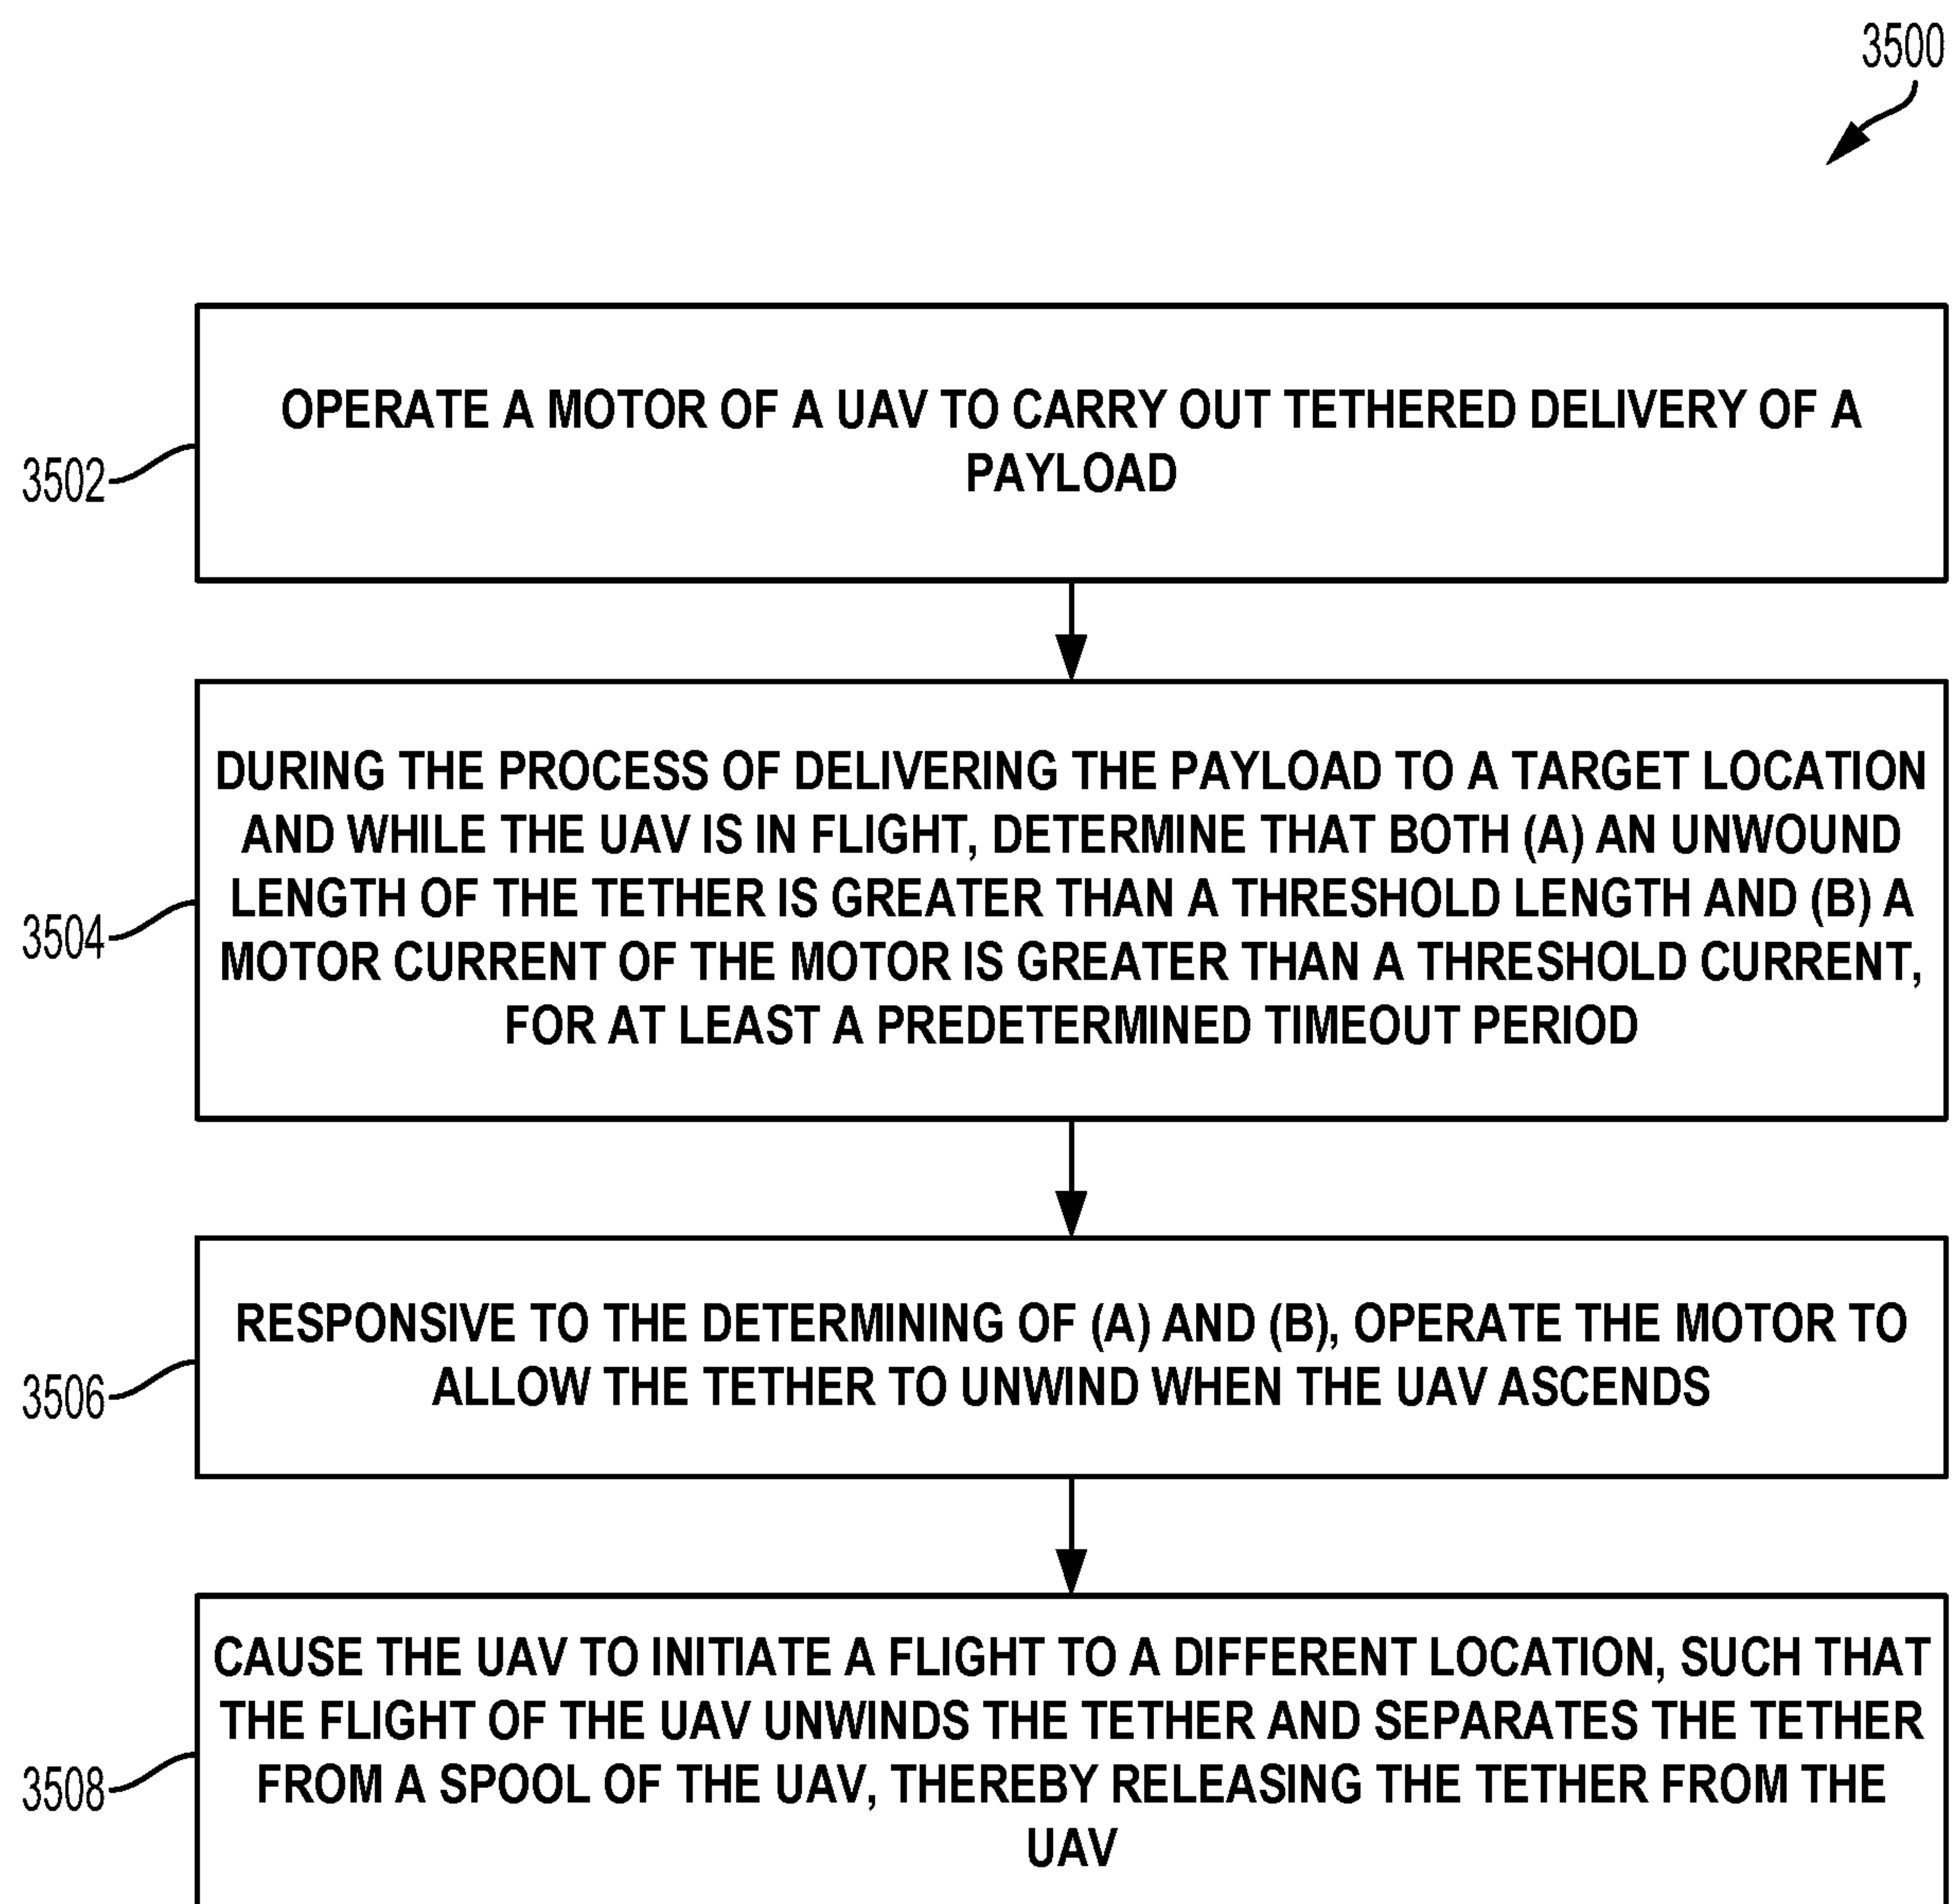 3500
OPERATE A MOTOR OF A UAV TO CARRY OUT TETHERED DELIVERY OF A
PAYLOAD
3502
DURING THE PROCESS OF DELIVERING THE PAYLOAD TO A TARGET LOCATION
AND WHILE THE UAV IS IN FLIGHT, DETERMINE THAT BOTH (A) AN UNWOUND
LENGTH OF THE TETHER IS GREATER THAN A THRESHOLD LENGTH AND (B) A
MOTOR CURRENT OF THE MOTOR IS GREATER THAN A THRESHOLD CURRENT,
FOR AT LEAST A PREDETERMINED TIMEOUT PERIOD
3504
RESPONSIVE TO THE DETERMINING OF (A) AND (B), OPERATE THE MOTOR TO
ALLOW THE TETHER TO UNWIND WHEN THE UAV ASCENDS
3506
CAUSE THE UAV TO INITIATE A FLIGHT TO A DIFFERENT LOCATION, SUCH THAT
THE FLIGHT OF THE UAV UNWINDS THE TETHER AND SEPARATES THE TETHER
FROM A SPOOL OF THE UAV, THEREBY RELEASING THE TETHER FROM THE
UAV
3508